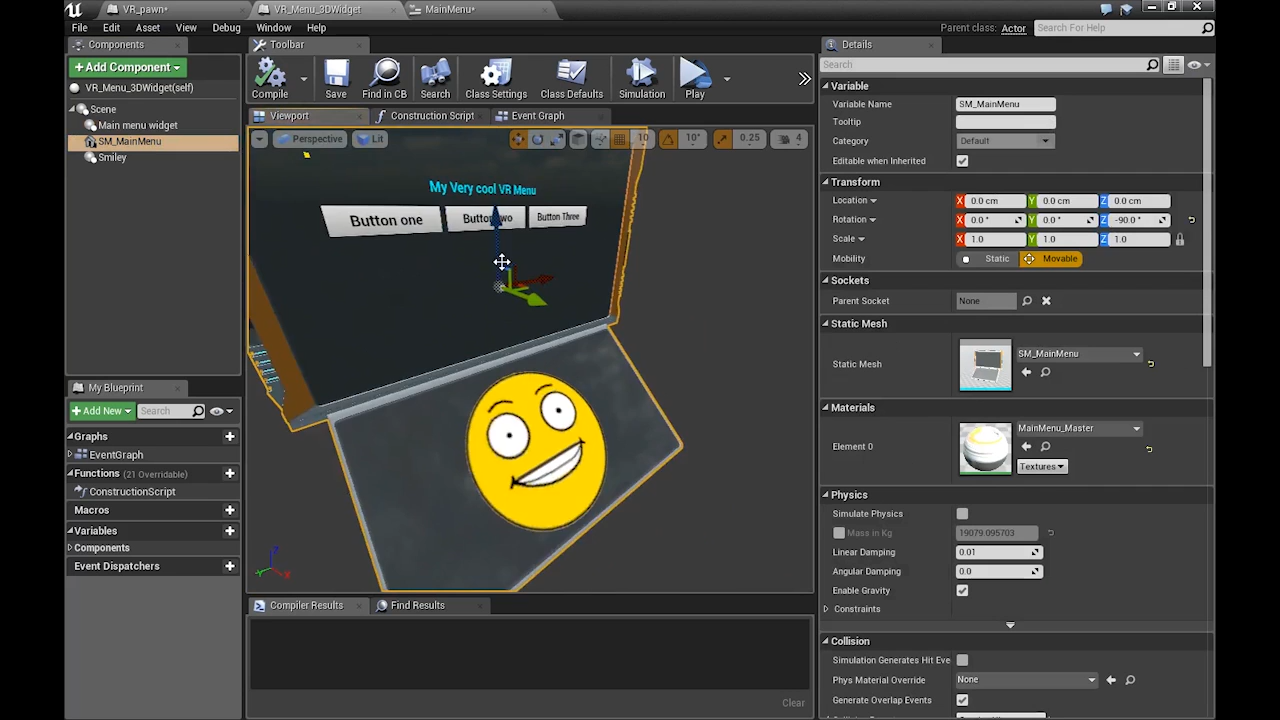 VR_pawn*
VR_Menu_3DWidget
MainMenu*
File Edit Asset View Debug Window Help
Parent class: Actor
Search For Help
Components
Toolbar
Details
+ Add Component
Compile
Save
Find in CB
Search
Class Settings
Class Defaults
Simulation
Play
Search
VR_Menu_3DWidget(self)
Scene
Main menu widget
SM_MainMenu
Smiley
Viewport
Construction Script
Event Graph
Perspective
Lit
10
10°
0.25
4
My Very cool VR Menu
Button one
Button Three
Variable
Variable Name SM_MainMenu
Tooltip
Category Default
Editable when Inherited
Transform
Location X 0.0 cm Y 0.0 cm Z 0.0 cm
Rotation X 0.0 ° Y 0.0 ° Z -90.0 °
Scale X 1.0 Y 1.0 Z 1.0
Mobility Static Movable
Sockets
Parent Socket None
Static Mesh
Static Mesh SM_MainMenu
Materials
Element 0 MainMenu_Master
Textures
Physics
Simulate Physics
Mass in Kg 19079.095703
Linear Damping 0.01
Angular Damping 0.0
Enable Gravity
Constraints
Collision
Simulation Generates Hit Eve
Phys Material Override None
Generate Overlap Events
My Blueprint
+ Add New Search
Graphs
EventGraph
Functions (21 Overridable)
ConstructionScript
Macros
Variables
Components
Event Dispatchers
Compiler Results
Find Results
Clear